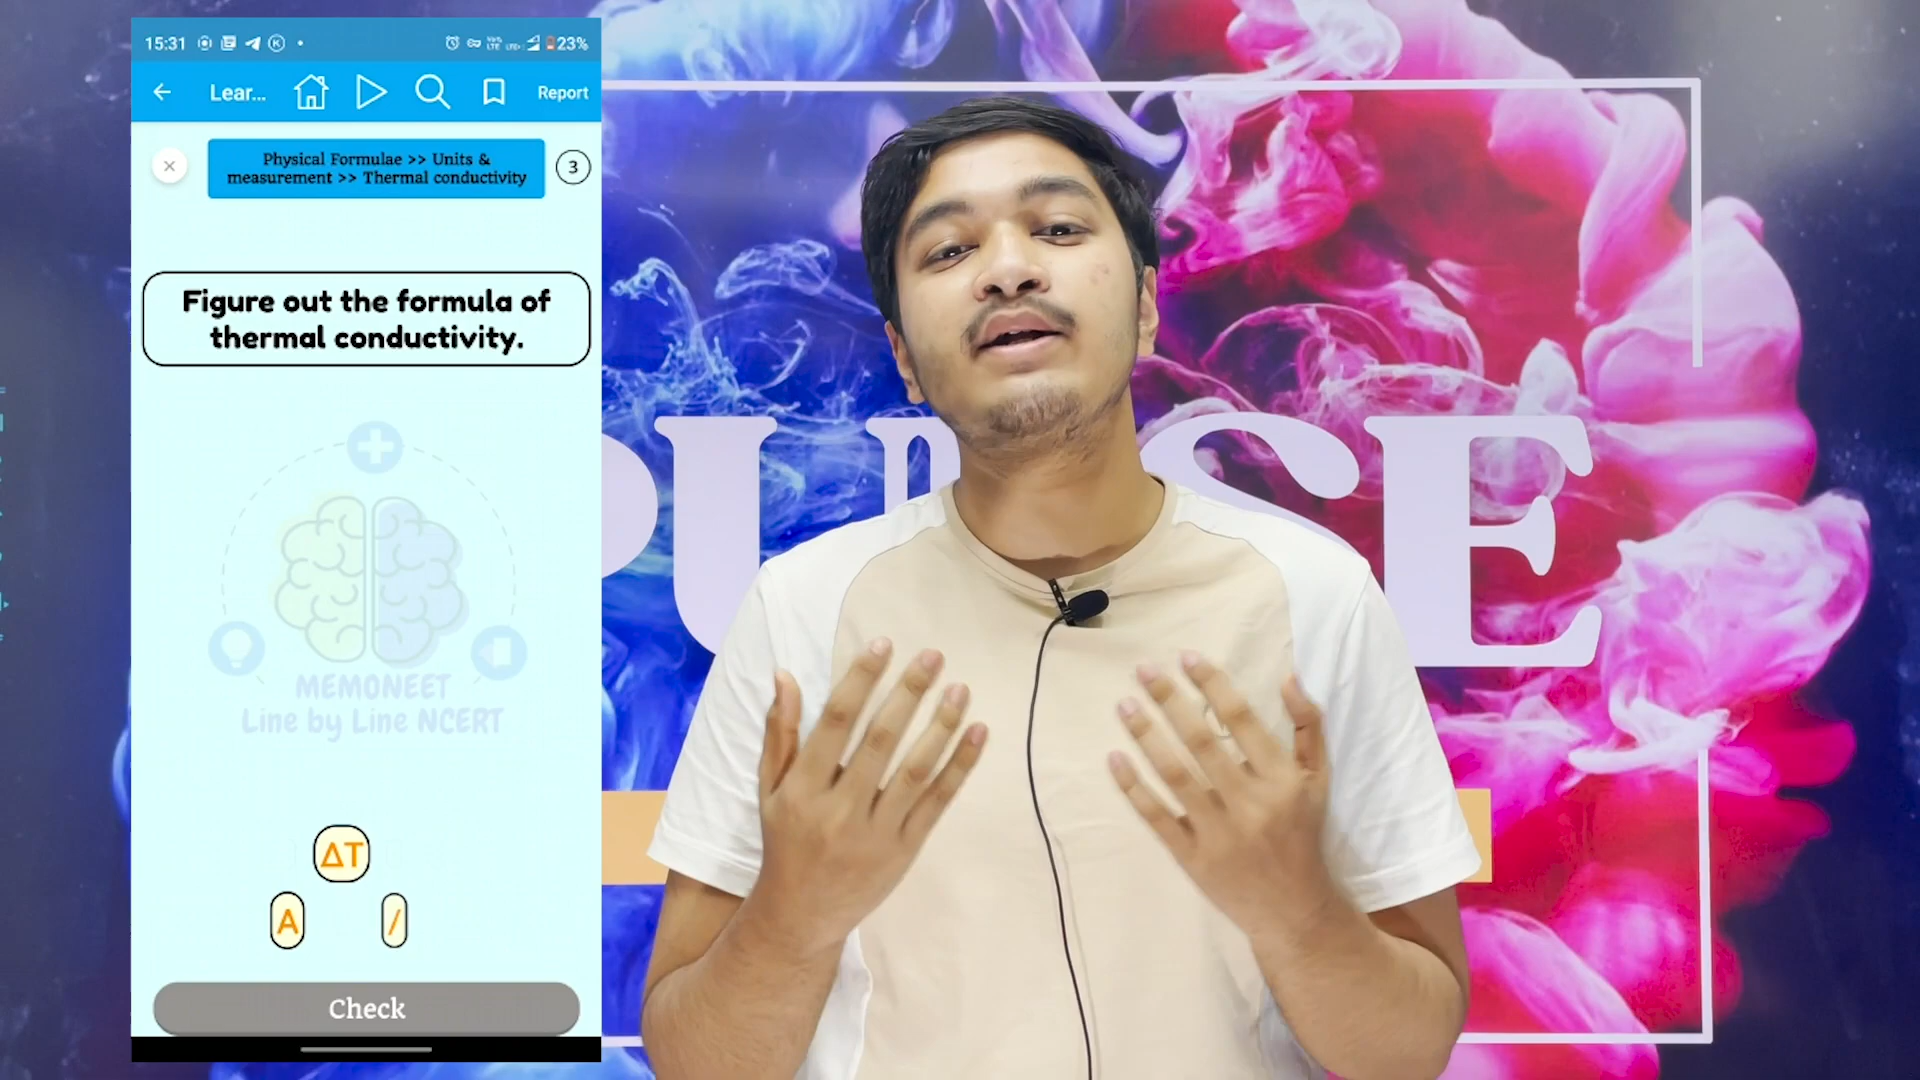 15:31
23%
Lear...
Report
Physical Formulae >> Units &
measurement >> Thermal conductivity
3
Figure out the formula of
thermal conductivity.
MEMONEET
Line by Line NCERT
ΔT
A /
Check
PULSE